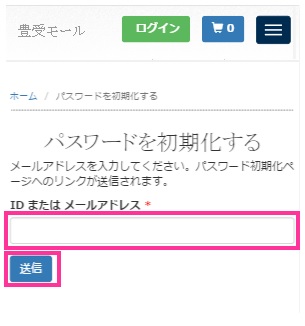 豊受モール
ログイン
0
ホーム / パスワードを初期化する
パスワードを初期化する
メールアドレスを入力してください。パスワード初期化ペ
ージへのリンクが送信されます。
ID または メールアドレス *
送信